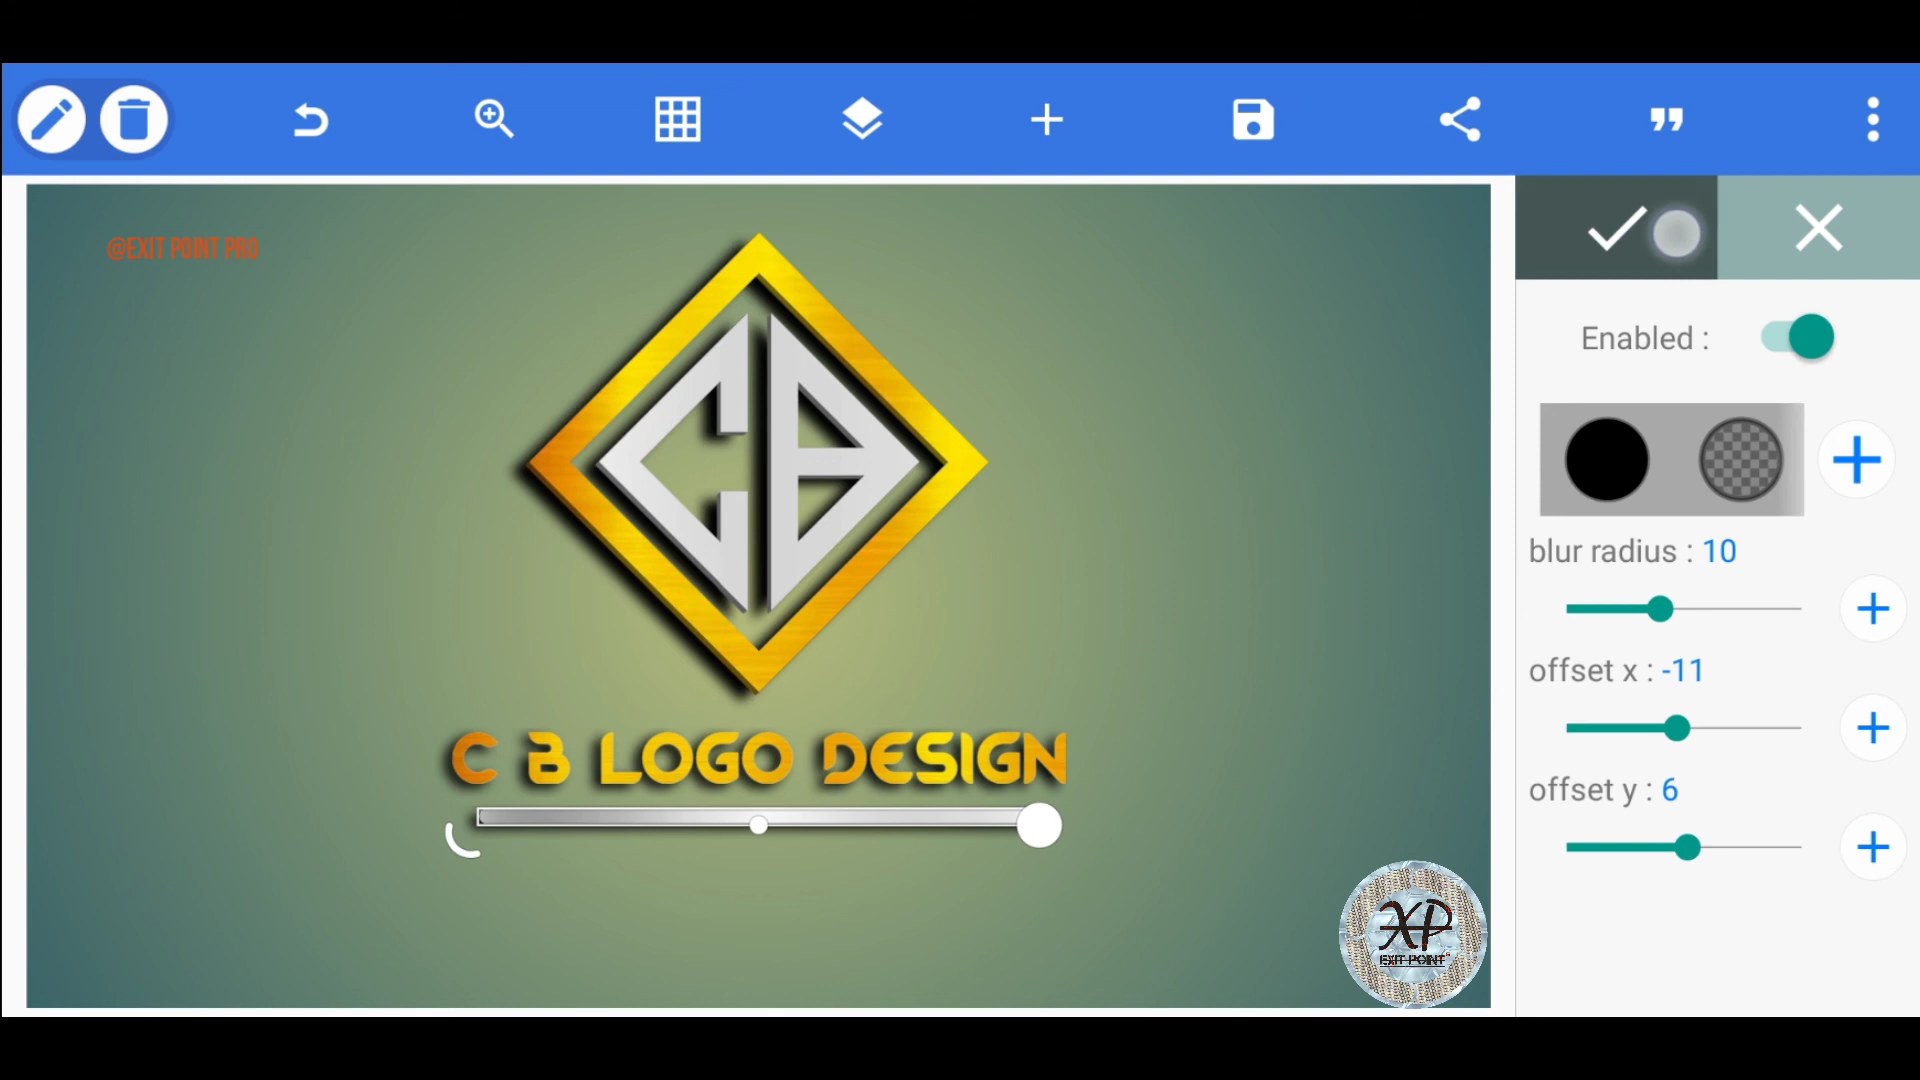 @EXIT POINT PRO
CB
C B LOGO DESIGN
XP
EXIT POINT
Enabled :
blur radius : 10
offset x : -11
offset y : 6